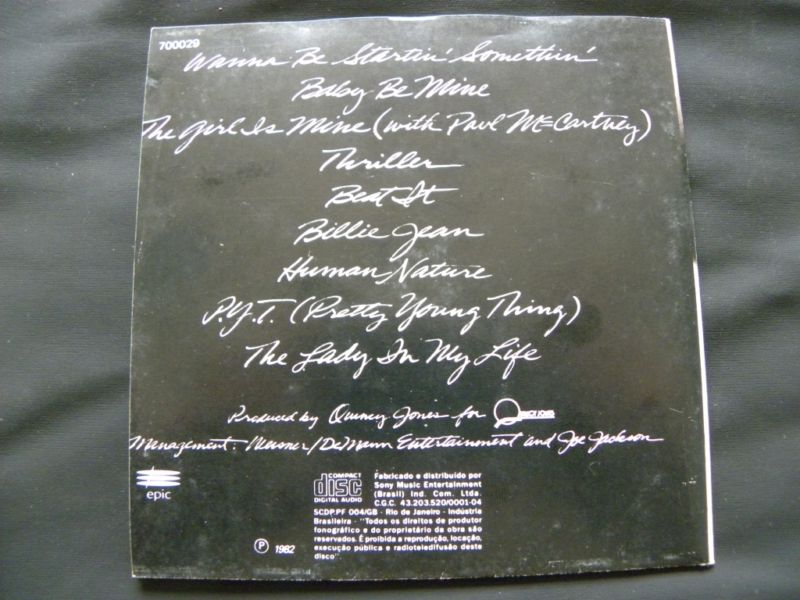 700029
Wanna Be Startin' Somethin'
Baby Be Mine
The Girl Is Mine (with Paul McCartney)
Thriller
Beat It
Billie Jean
Human Nature
P.Y.T. (Pretty Young Thing)
The Lady In My Life
Produced by Quincy Jones for
Management: Weisner/DeMann Entertainment and Joe Jackson
epic
COMPACT
disc
DIGITAL AUDIO
Fabricado e distribuido por
Sony Music Entertainment
(Brasil) Ind. Com. Ltda.
C.G.C. 43.203.520/0001-04
SCDP.PF 004/GB - Rio de Janeiro - Indústria
Brasileira - "Todos os direitos de produtor
fonográfico e do proprietário da obra são
reservados. É proibida a reprodução, locação,
execução pública e radioteledifusão deste
disco"
℗ 1982